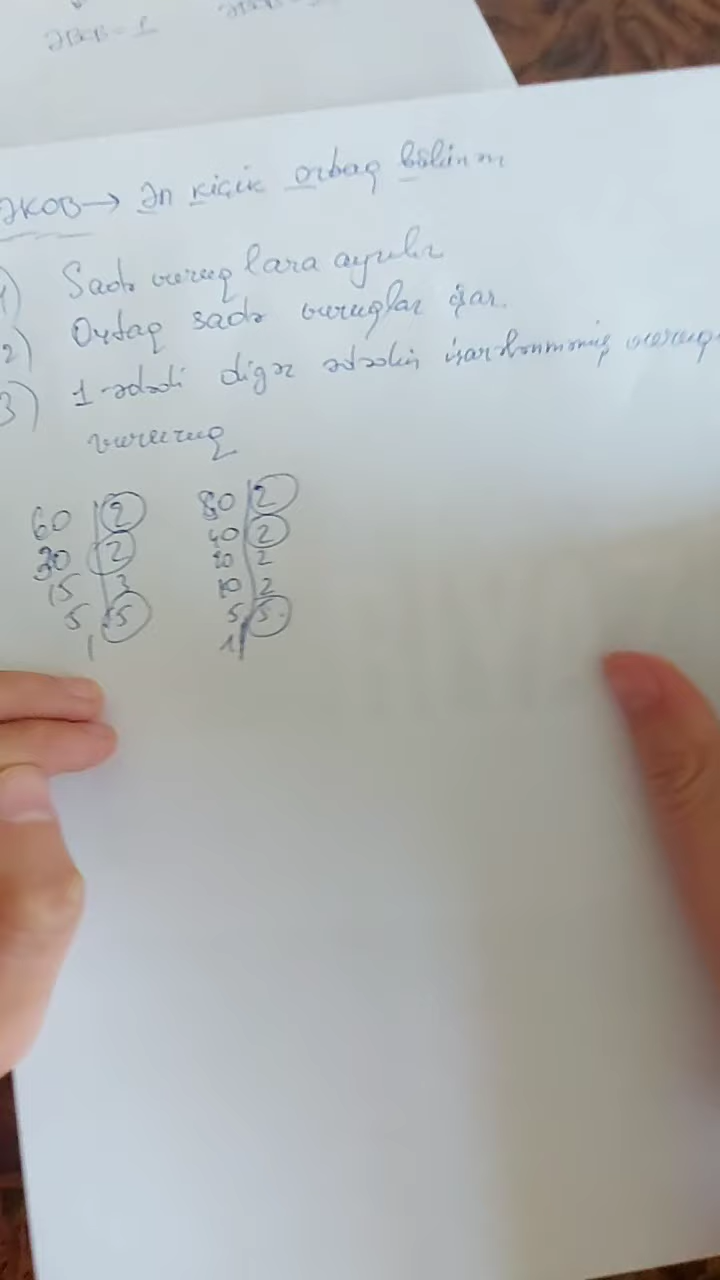 ƏBOB = 1
ƏKOB → Ən kiçik ortaq bölünm
1) Sadə vuruqlara ayrılır
2) Ortaq sadə vuruqlar işar.
3) 1-ədədi digər ədədin işarələnməmiş vuruq
vururuq
60 | 2   80 | 2
30 | 2   40 | 2
15 | 3   20 | 2
5 | 5   10 | 2
1   5 | 5
1